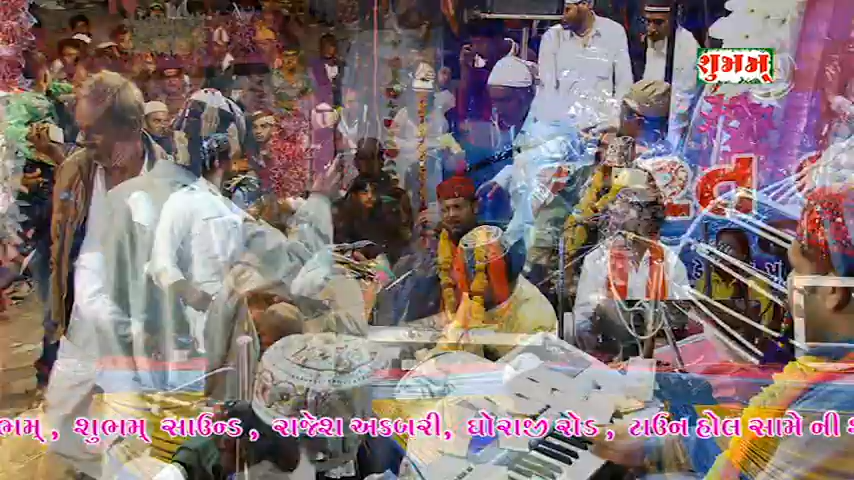 શુભમ્
ભમ્ , શુભમ્ સાઉન્ડ , રાજેશ અકબરી, ધોરાજી રોડ , ટાઉન હોલ સામે ની